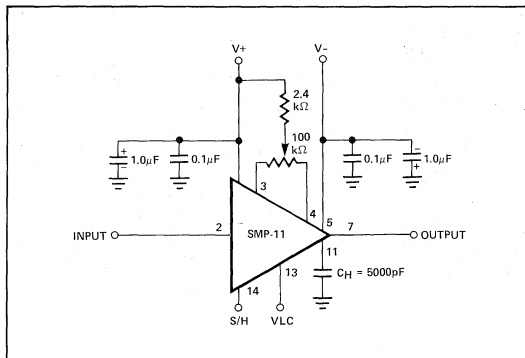 V+
V-
2.4
kΩ
100
kΩ
+
−
1.0μF
0.1μF
0.1μF
−
+
1.0μF
3
4
5
INPUT
2
SMP-11
7
OUTPUT
11
13
14
CH = 5000pF
S/H
VLC